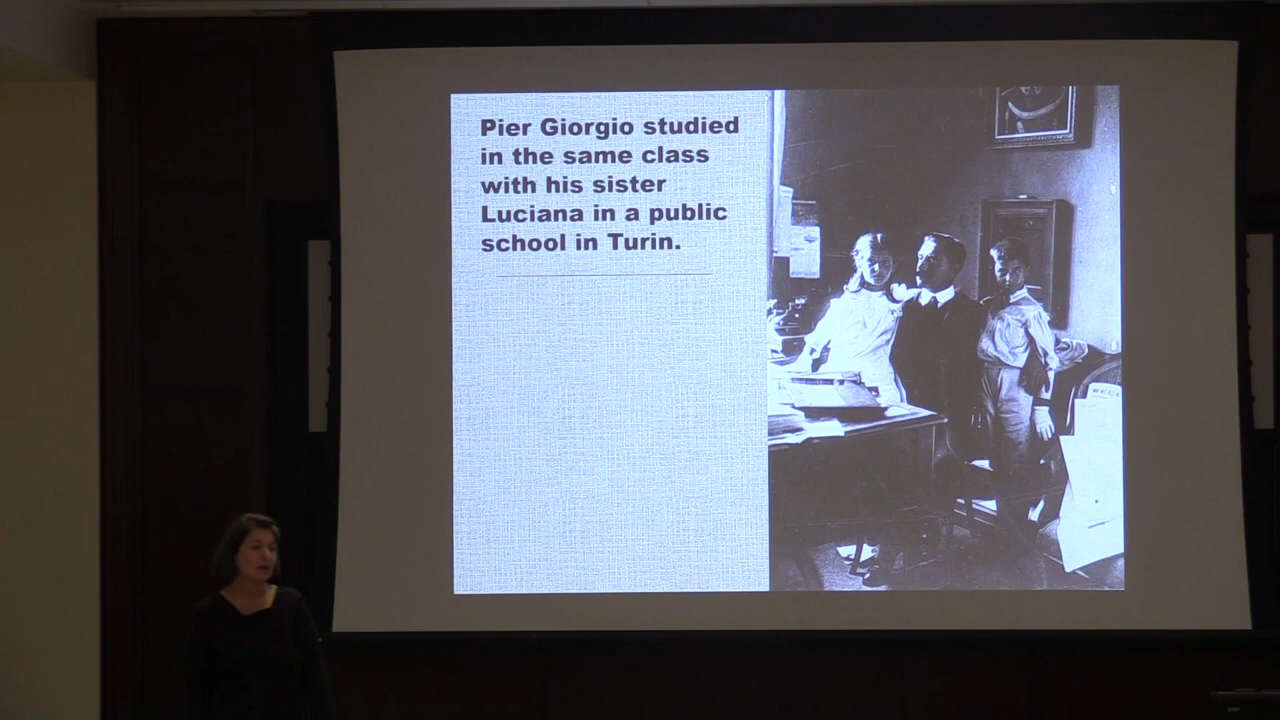 Pier Giorgio studied
in the same class
with his sister
Luciana in a public
school in Turin.